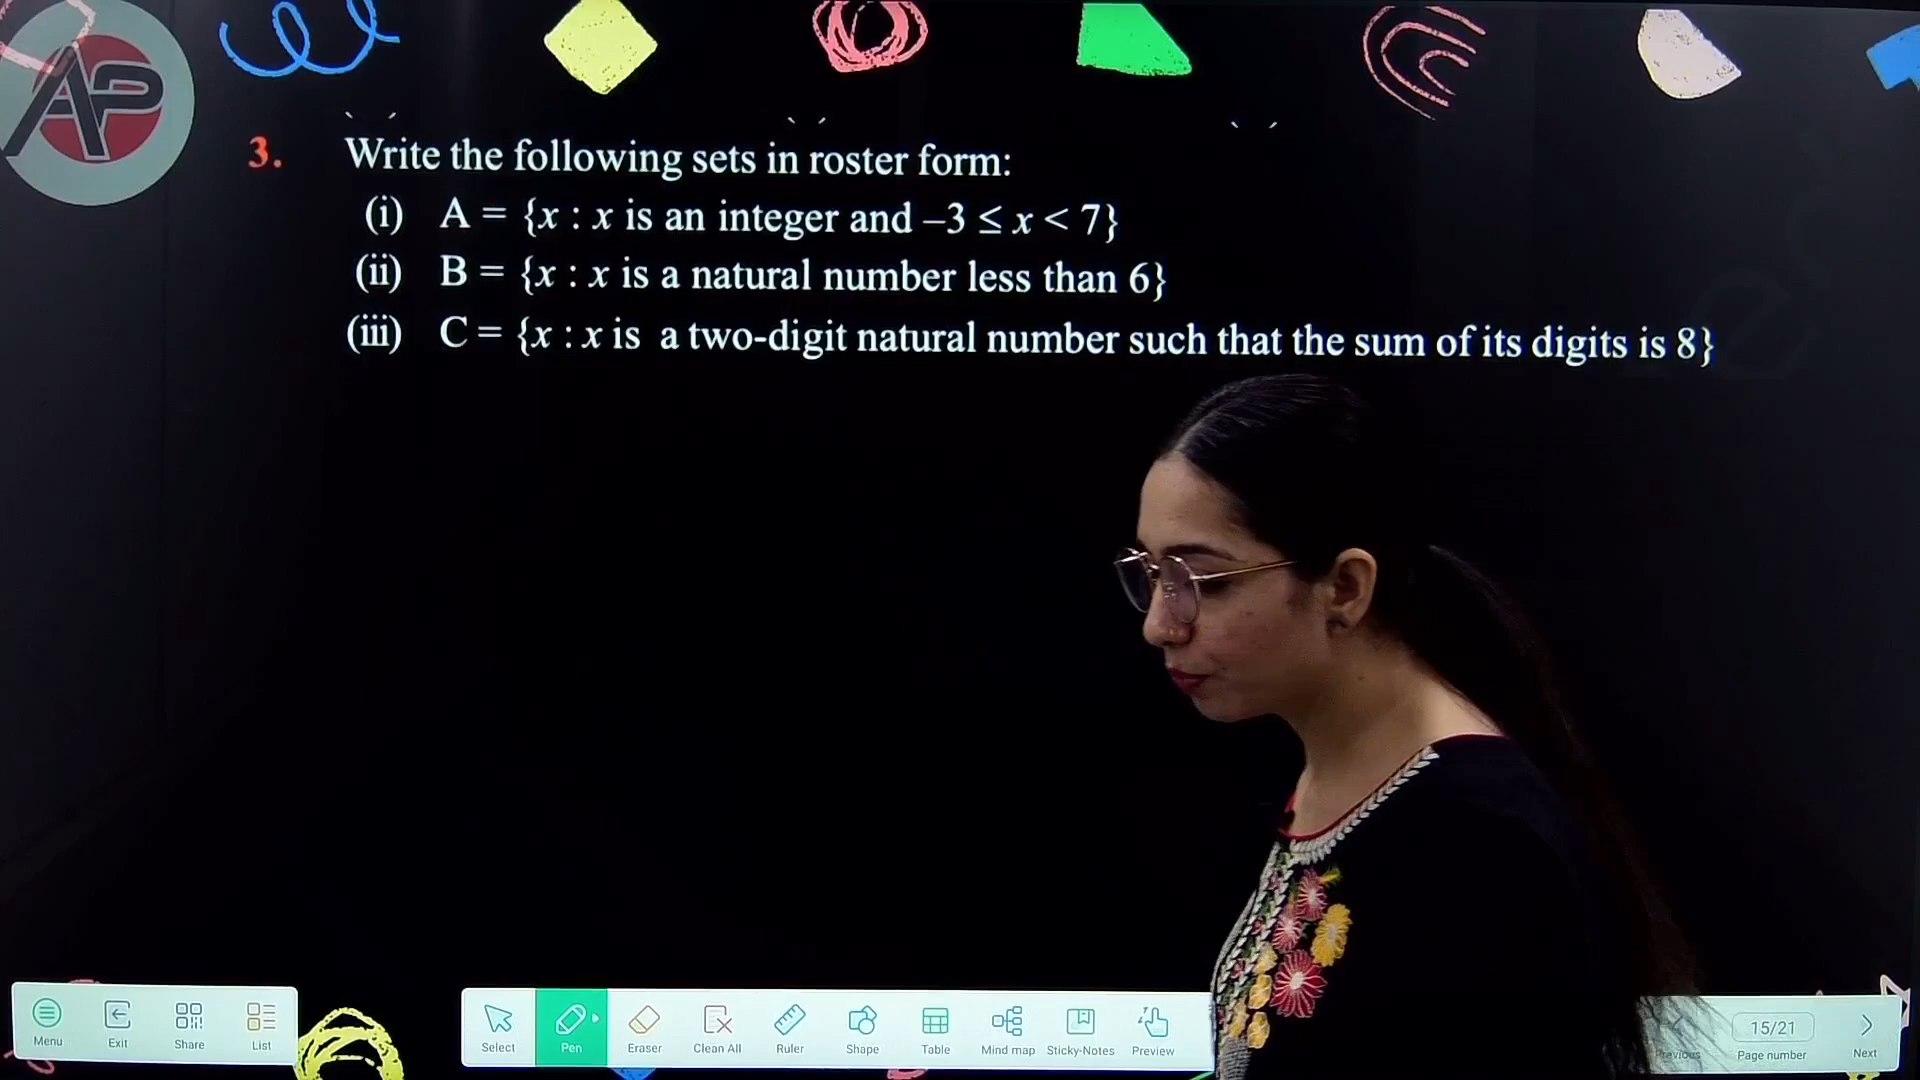 AP
3. Write the following sets in roster form:
(i) A = {x : x is an integer and –3 ≤ x < 7}
(ii) B = {x : x is a natural number less than 6}
(iii) C = {x : x is a two-digit natural number such that the sum of its digits is 8}
Menu Exit Share List Select Pen Eraser Clean All Ruler Shape Table Mind map Sticky-Notes Preview Previous 15/21 Page number Next